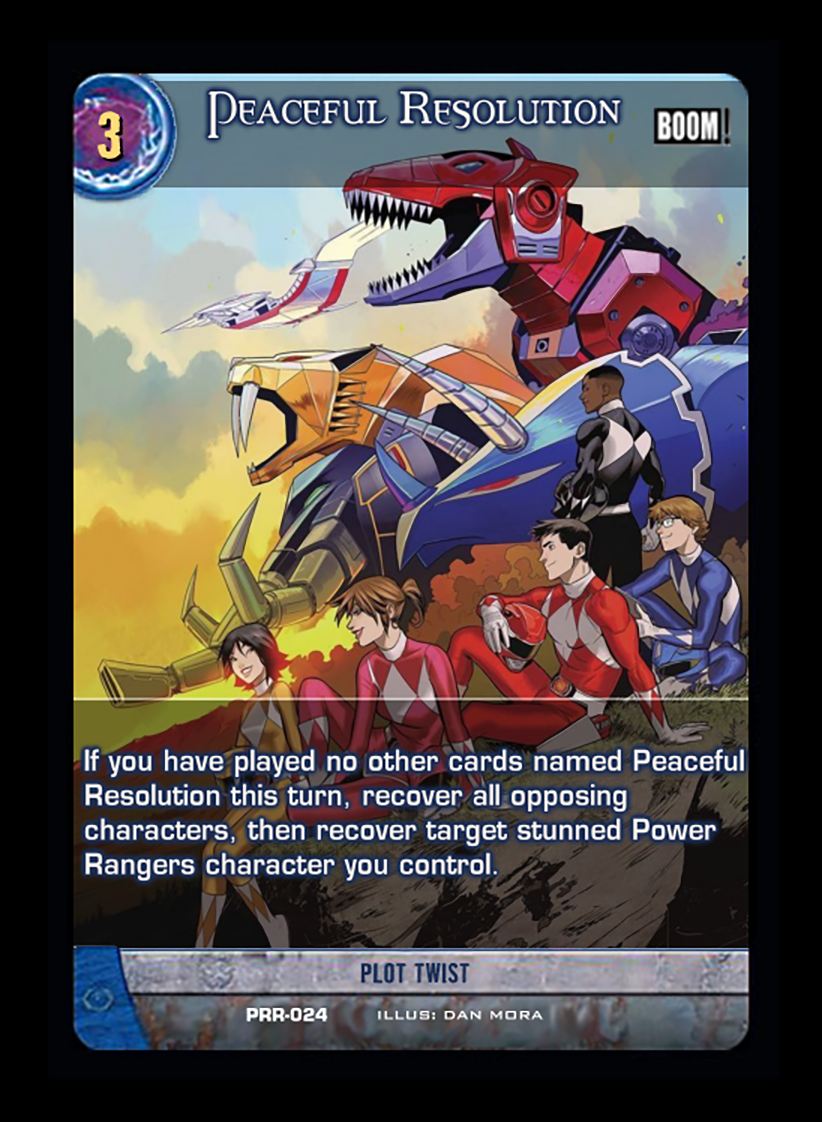 3
Peaceful Resolution
BOOM!
If you have played no other cards named Peaceful
Resolution this turn, recover all opposing
characters, then recover target stunned Power
Rangers character you control.
PLOT TWIST
PRR-024 ILLUS: DAN MORA